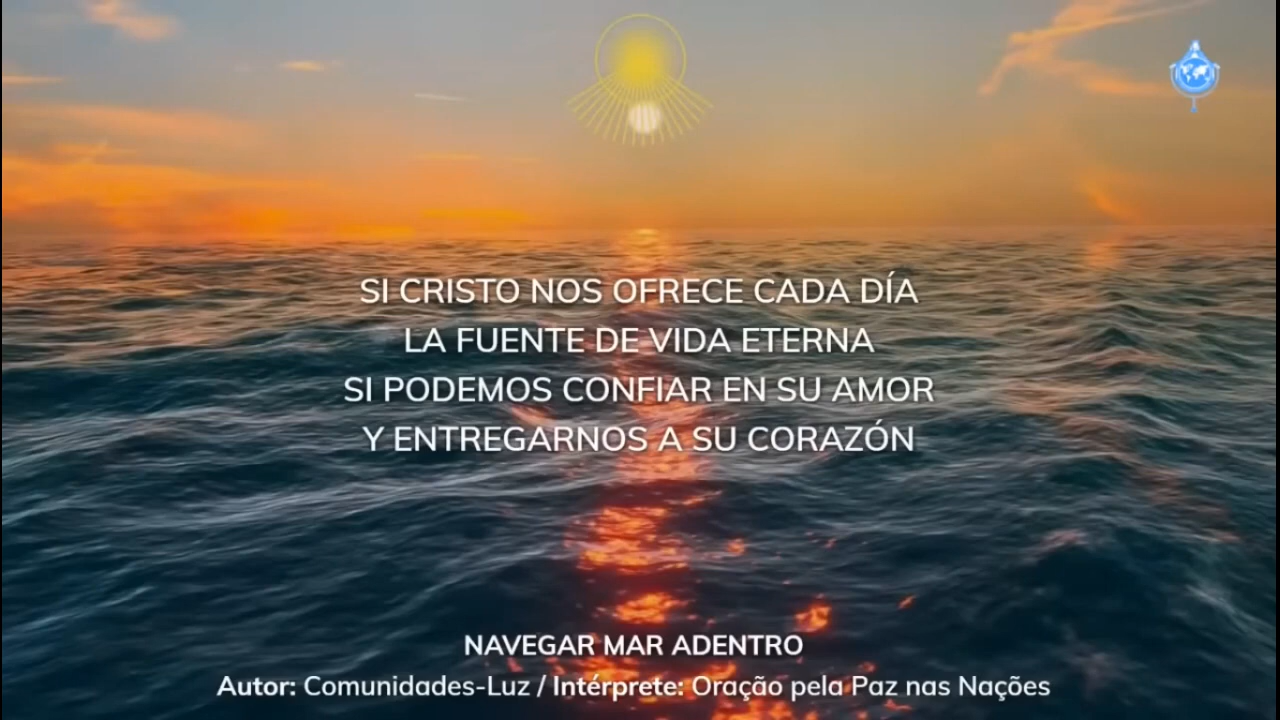 SI CRISTO NOS OFRECE CADA DÍA
LA FUENTE DE VIDA ETERNA
SI PODEMOS CONFIAR EN SU AMOR
Y ENTREGARNOS A SU CORAZÓN
NAVEGAR MAR ADENTRO
Autor: Comunidades-Luz / Intérprete: Oração pela Paz nas Nações